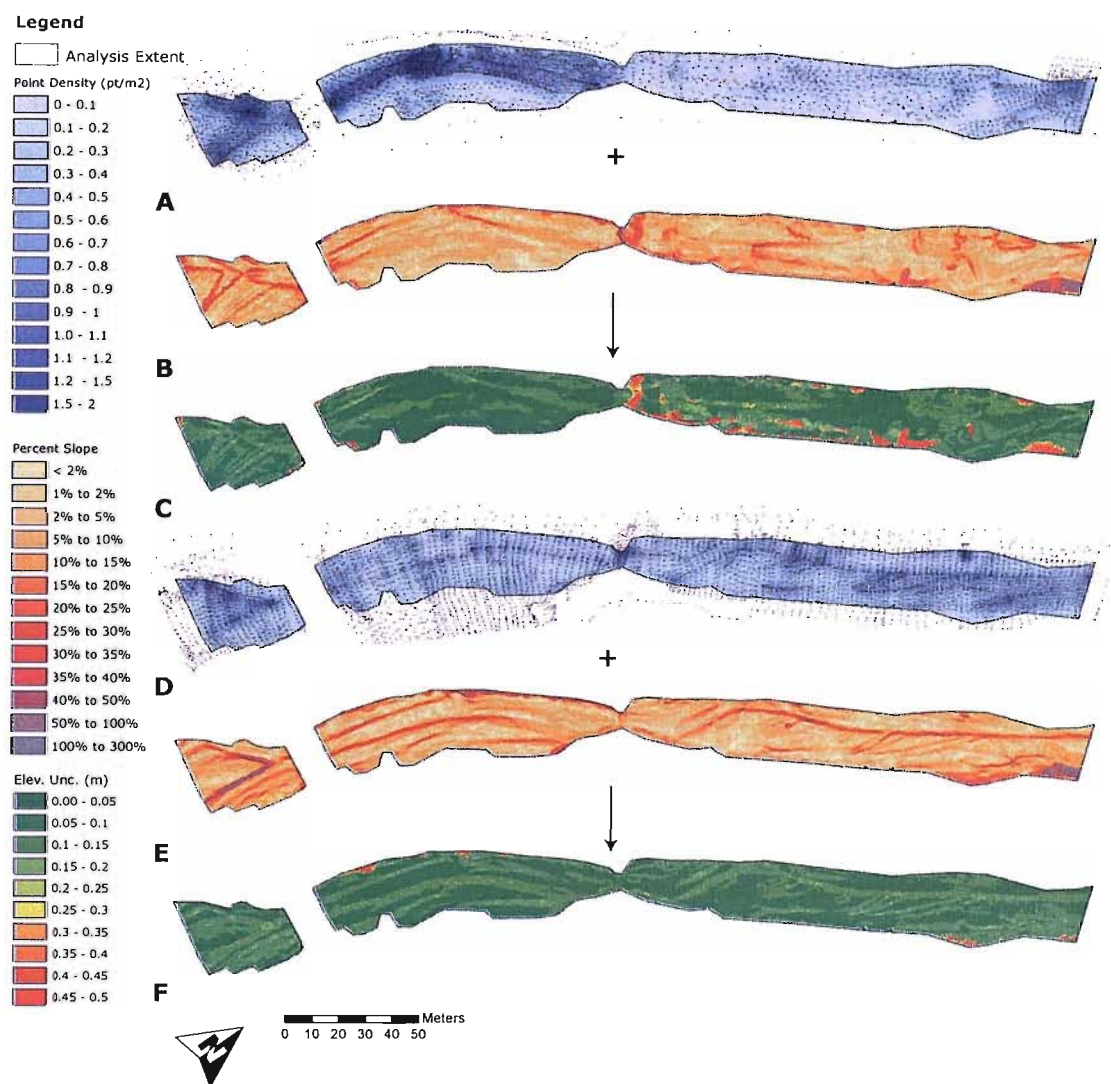 Legend
Analysis Extent
Point Density (pt/m2)
0 - 0.1
0.1 - 0.2
0.2 - 0.3
0.3 - 0.4
0.4 - 0.5
0.5 - 0.6
0.6 - 0.7
0.7 - 0.8
0.8 - 0.9
0.9 - 1
1.0 - 1.1
1.1 - 1.2
1.2 - 1.5
1.5 - 2
Percent Slope
< 2%
1% to 2%
2% to 5%
5% to 10%
10% to 15%
15% to 20%
20% to 25%
25% to 30%
30% to 35%
35% to 40%
40% to 50%
50% to 100%
100% to 300%
Elev. Unc. (m)
0.00 - 0.05
0.05 - 0.1
0.1 - 0.15
0.15 - 0.2
0.2 - 0.25
0.25 - 0.3
0.3 - 0.35
0.35 - 0.4
0.4 - 0.45
0.45 - 0.5
+
A
B
C
+
D
E
F
N
Meters
0 10 20 30 40 50